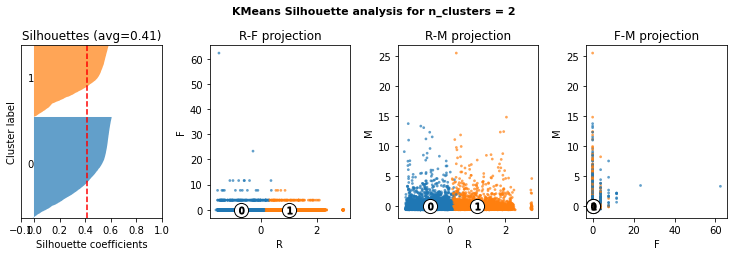 KMeans Silhouette analysis for n_clusters = 2
Silhouettes (avg=0.41)
Cluster label
1
0
−0.1 0.0 0.2 0.4 0.6 0.8 1.0
Silhouette coefficients
R-F projection
F
60
50
40
30
20
10
0
0 1
0 2
R
R-M projection
M
25
20
15
10
5
0
0 1
0 2
R
F-M projection
M
25
20
15
10
5
0
0
0 20 40 60
F